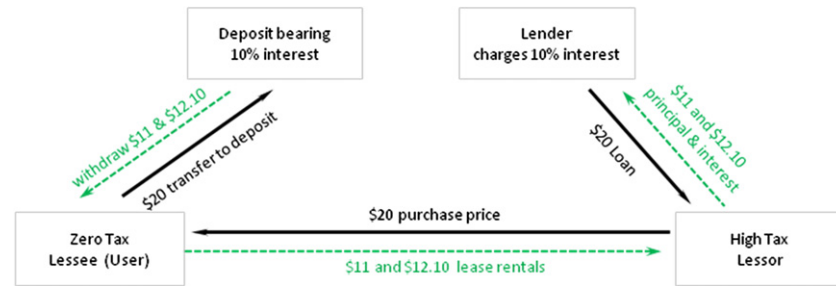 Deposit bearing
10% interest
Lender
charges 10% interest
withdraw $11 & $12.10
$20 transfer to deposit
$20 Loan
$11 and $12.10
principal & interest
$20 purchase price
Zero Tax
Lessee (User)
$11 and $12.10 lease rentals
High Tax
Lessor